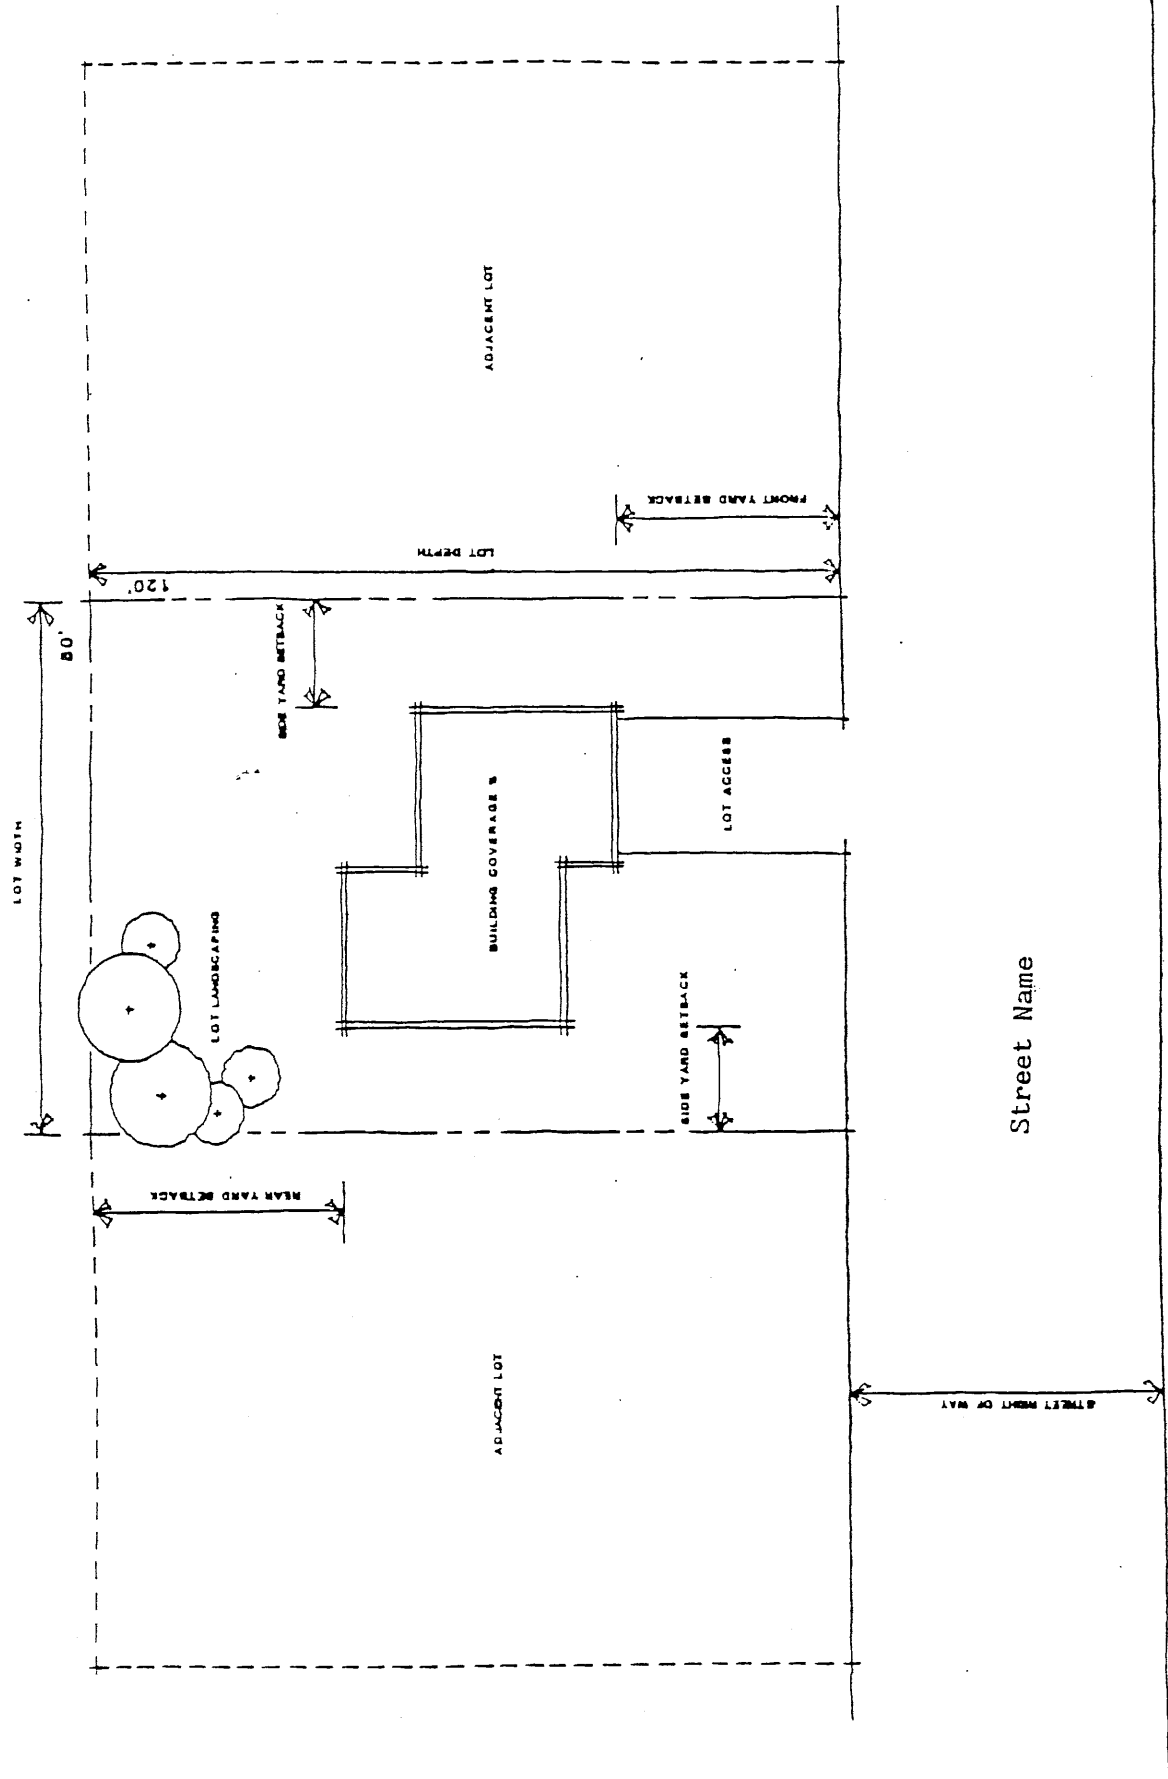 LOT WIDTH
80'
120'
LOT DEPTH
REAR YARD SETBACK
LOT LANDSCAPING
SIDE YARD SETBACK
ADJACENT LOT
BUILDING COVERAGE %
ADJACENT LOT
FRONT YARD SETBACK
SIDE YARD SETBACK
LOT ACCESS
STREET RIGHT OF WAY
Street Name